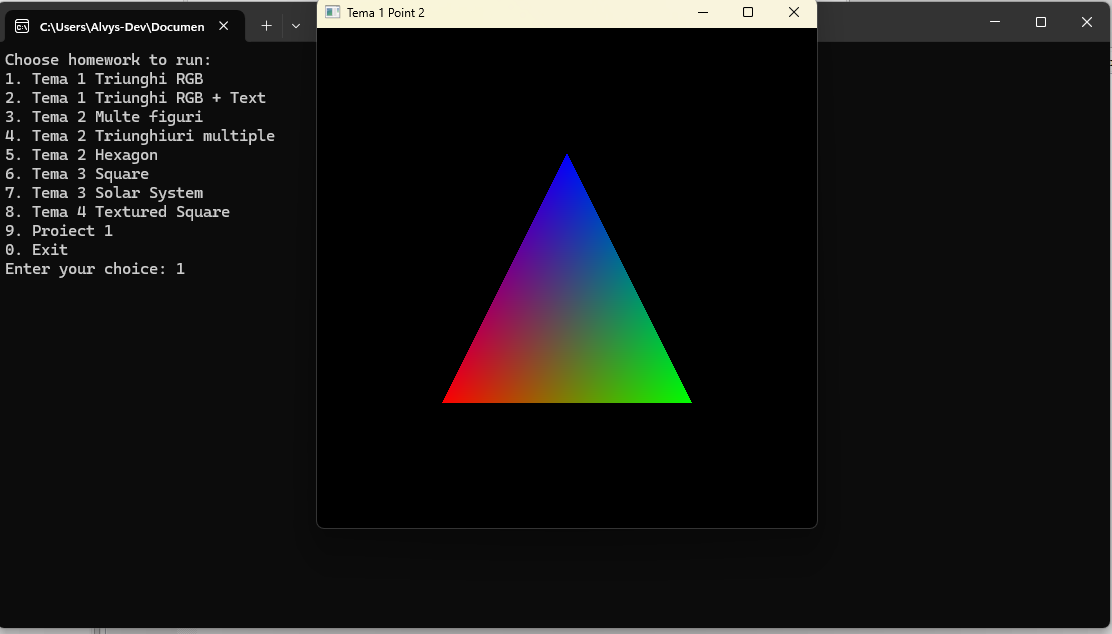 C:\Users\Alvys-Dev\Documen
Tema 1 Point 2
Choose homework to run:
1. Tema 1 Triunghi RGB
2. Tema 1 Triunghi RGB + Text
3. Tema 2 Multe figuri
4. Tema 2 Triunghiuri multiple
5. Tema 2 Hexagon
6. Tema 3 Square
7. Tema 3 Solar System
8. Tema 4 Textured Square
9. Proiect 1
0. Exit
Enter your choice: 1